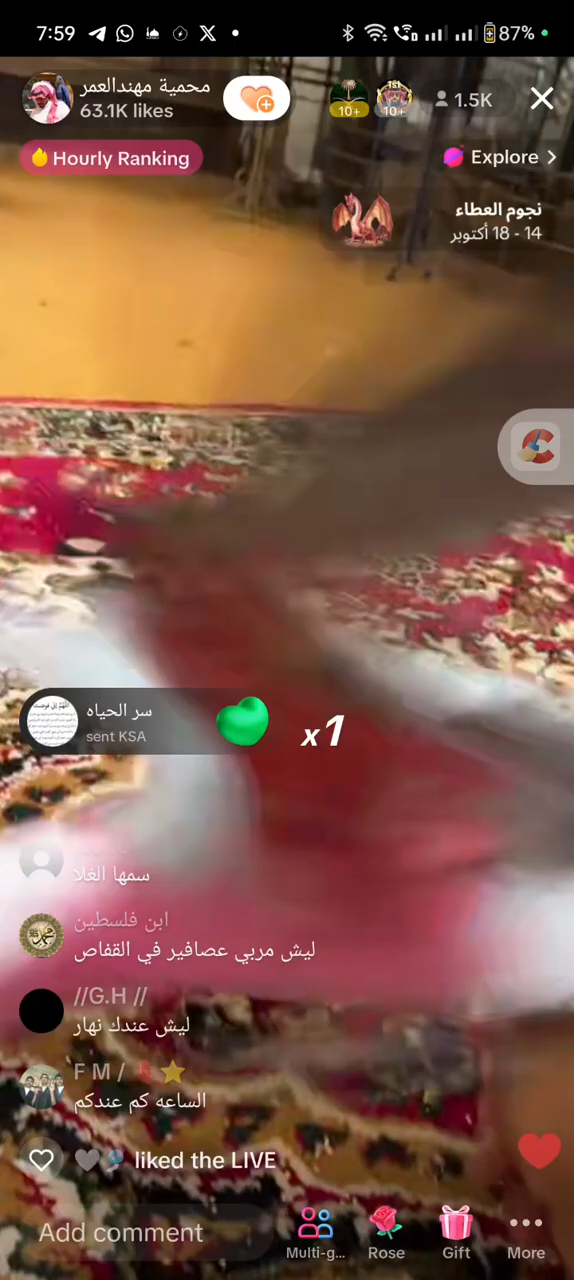 7:59
87%
محمية مهندالعمر
63.1K likes
10+
1st
10+
1.5K
Hourly Ranking
Explore
نجوم العطاء
14 - 18 أكتوبر
سر الحياه
sent KSA
x1
سمها الغلا
ابن فلسطين
ليش مربي عصافير في القفاص
//G.H //
ليش عندك نهار
F M /
الساعه كم عندكم
liked the LIVE
Add comment
Multi-g...
Rose
Gift
More